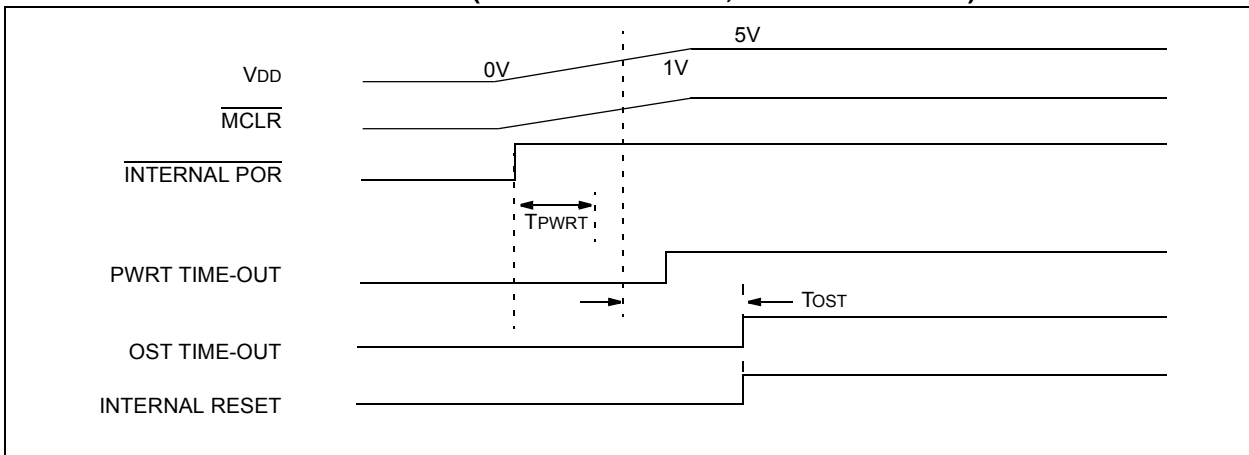 5V
VDD
0V
1V
MCLR
INTERNAL POR
TPWRT
PWRT TIME-OUT
TOST
OST TIME-OUT
INTERNAL RESET